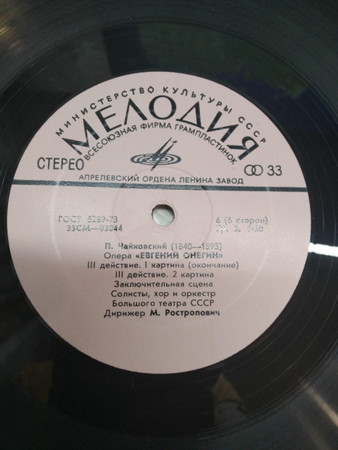 МИНИСТЕРСТВО КУЛЬТУРЫ СССР
МЕЛОДИЯ
ВСЕСОЮЗНАЯ ФИРМА ГРАМПЛАСТИНОК
СТЕРЕО
33
АПРЕЛЕВСКИЙ ОРДЕНА ЛЕНИНА ЗАВОД
ГОСТ 5289-73
6 (6 сторон)
33СМ—02044
П. Чайковский (1840—1893)
Опера «ЕВГЕНИЙ ОНЕГИН»
III действие. 1 картина (окончание)
III действие. 2 картина
Заключительная сцена
Солисты, хор и оркестр
Большого театра СССР
Дирижер М. Ростропович